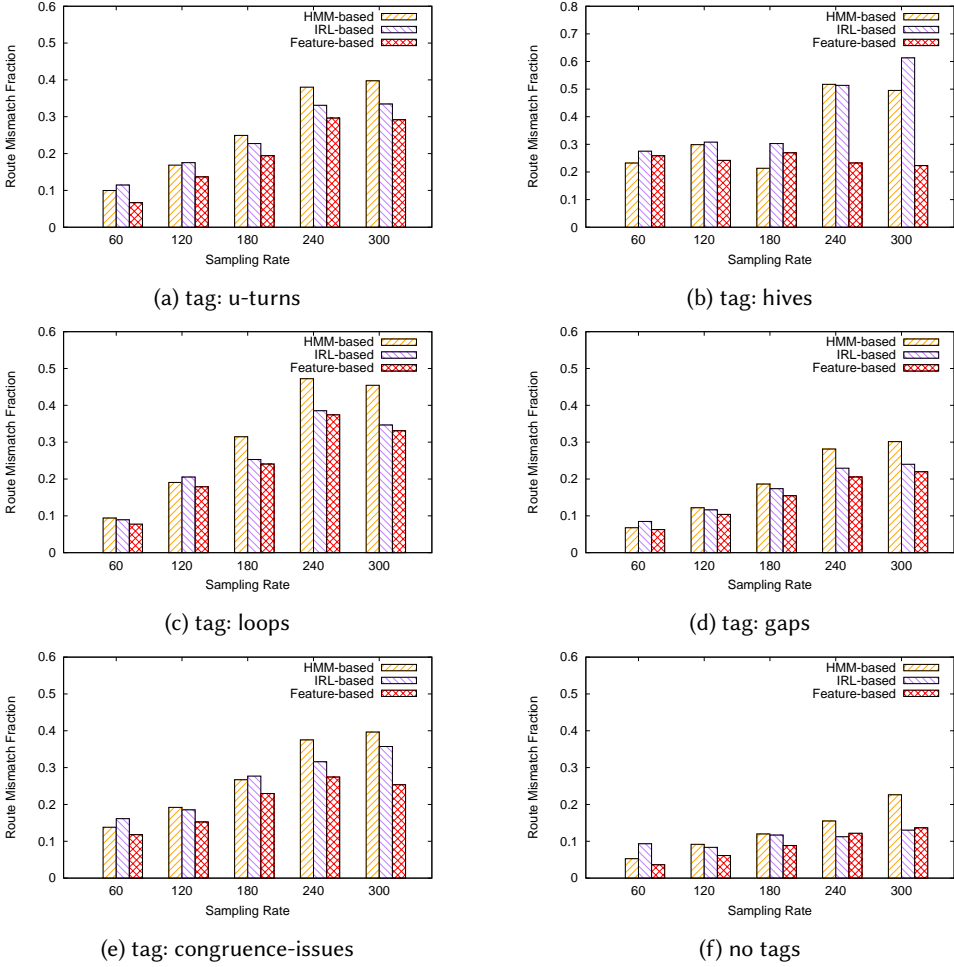 0.6
0.5
0.4
0.3
0.2
0.1
0
Route Mismatch Fraction
HMM-based
IRL-based
Feature-based
60 120 180 240 300
Sampling Rate
(a) tag: u-turns
0.8
0.7
0.6
0.5
0.4
0.3
0.2
0.1
0
Route Mismatch Fraction
HMM-based
IRL-based
Feature-based
60 120 180 240 300
Sampling Rate
(b) tag: hives
0.6
0.5
0.4
0.3
0.2
0.1
0
Route Mismatch Fraction
HMM-based
IRL-based
Feature-based
60 120 180 240 300
Sampling Rate
(c) tag: loops
0.6
0.5
0.4
0.3
0.2
0.1
0
Route Mismatch Fraction
HMM-based
IRL-based
Feature-based
60 120 180 240 300
Sampling Rate
(d) tag: gaps
0.6
0.5
0.4
0.3
0.2
0.1
0
Route Mismatch Fraction
HMM-based
IRL-based
Feature-based
60 120 180 240 300
Sampling Rate
(e) tag: congruence-issues
0.6
0.5
0.4
0.3
0.2
0.1
0
Route Mismatch Fraction
HMM-based
IRL-based
Feature-based
60 120 180 240 300
Sampling Rate
(f) no tags